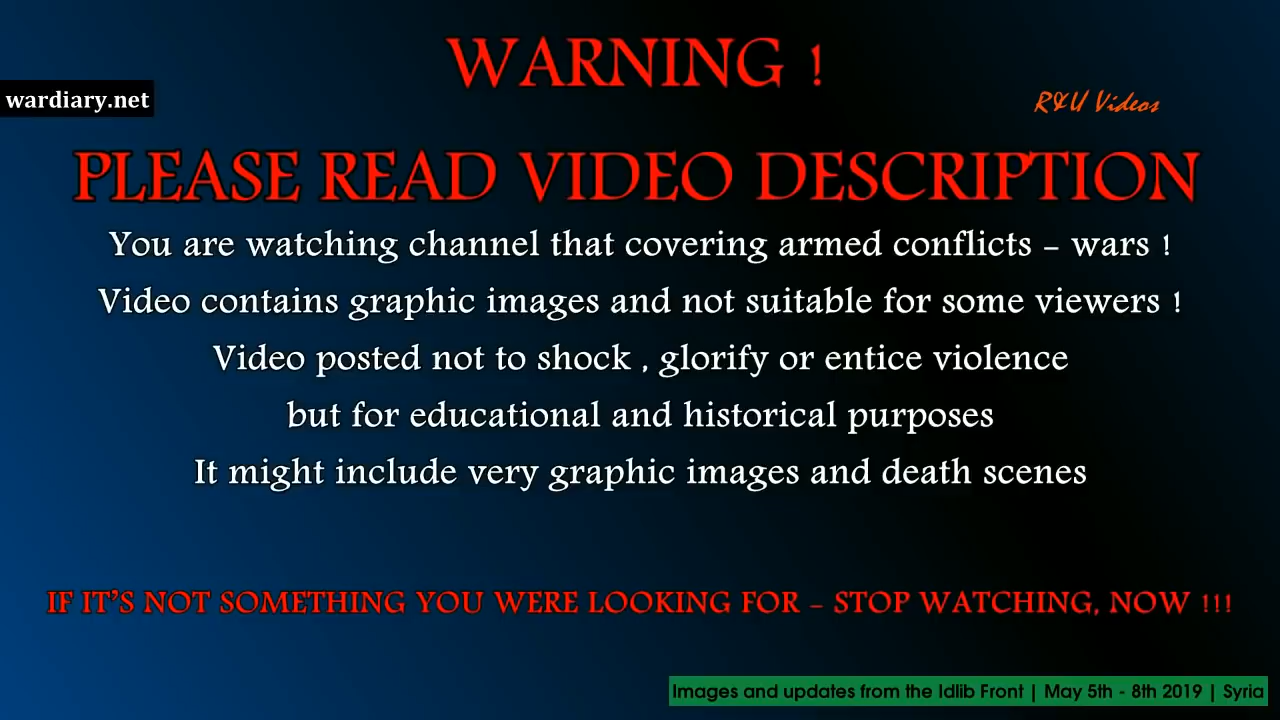 WARNING !
wardiary.net
R&U Videos
PLEASE READ VIDEO DESCRIPTION
You are watching channel that covering armed conflicts - wars !
Video contains graphic images and not suitable for some viewers !
Video posted not to shock , glorify or entice violence
but for educational and historical purposes
It might include very graphic images and death scenes
IF IT'S NOT SOMETHING YOU WERE LOOKING FOR - STOP WATCHING, NOW !!!
Images and updates from the Idlib Front | May 5th - 8th 2019 | Syria